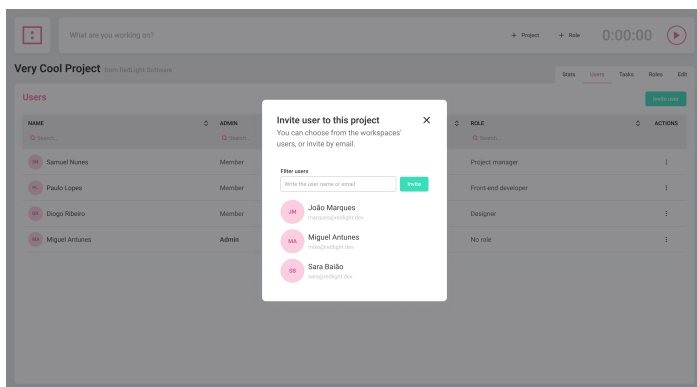 What are you working on?
+ Project
+ Role
0:00:00
Very Cool Project from RedLight Software
Stats
Users
Tasks
Roles
Edit
Users
Invite user
NAME
ADMIN
ROLE
ACTIONS
Search...
Search...
Search...
SN Samuel Nunes
Member
Project manager
PL Paulo Lopes
Member
Front-end developer
Diogo Ribeiro
Member
Designer
MA Miguel Antunes
Admin
No role
Invite user to this project
You can choose from the workspaces'
users, or invite by email.
Filter users
Write the user name or email
Invite
JM
João Marques
marques@redlight.dev
MA
Miguel Antunes
mike@redlight.dev
SB
Sara Baião
sara@redlight.dev